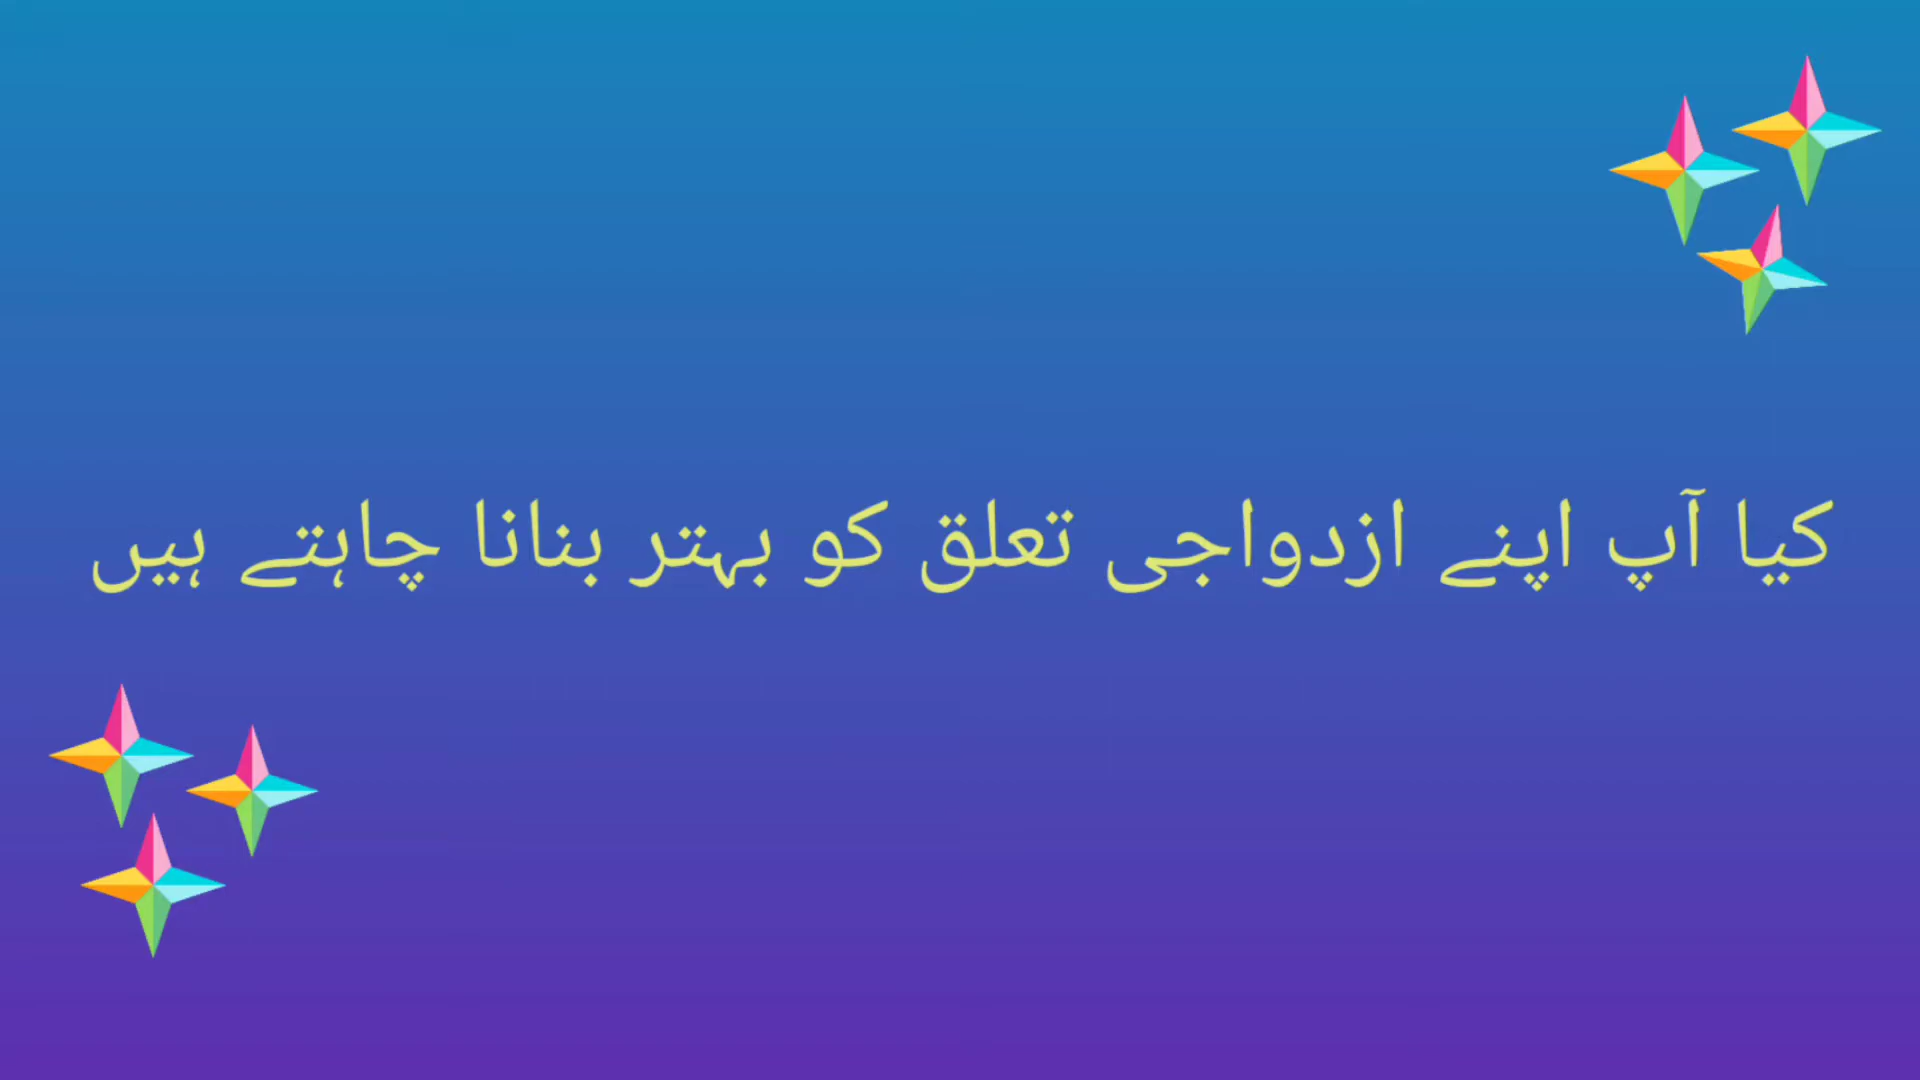 کیا آپ اپنے ازدواجی تعلق کو بہتر بنانا چاہتے ہیں